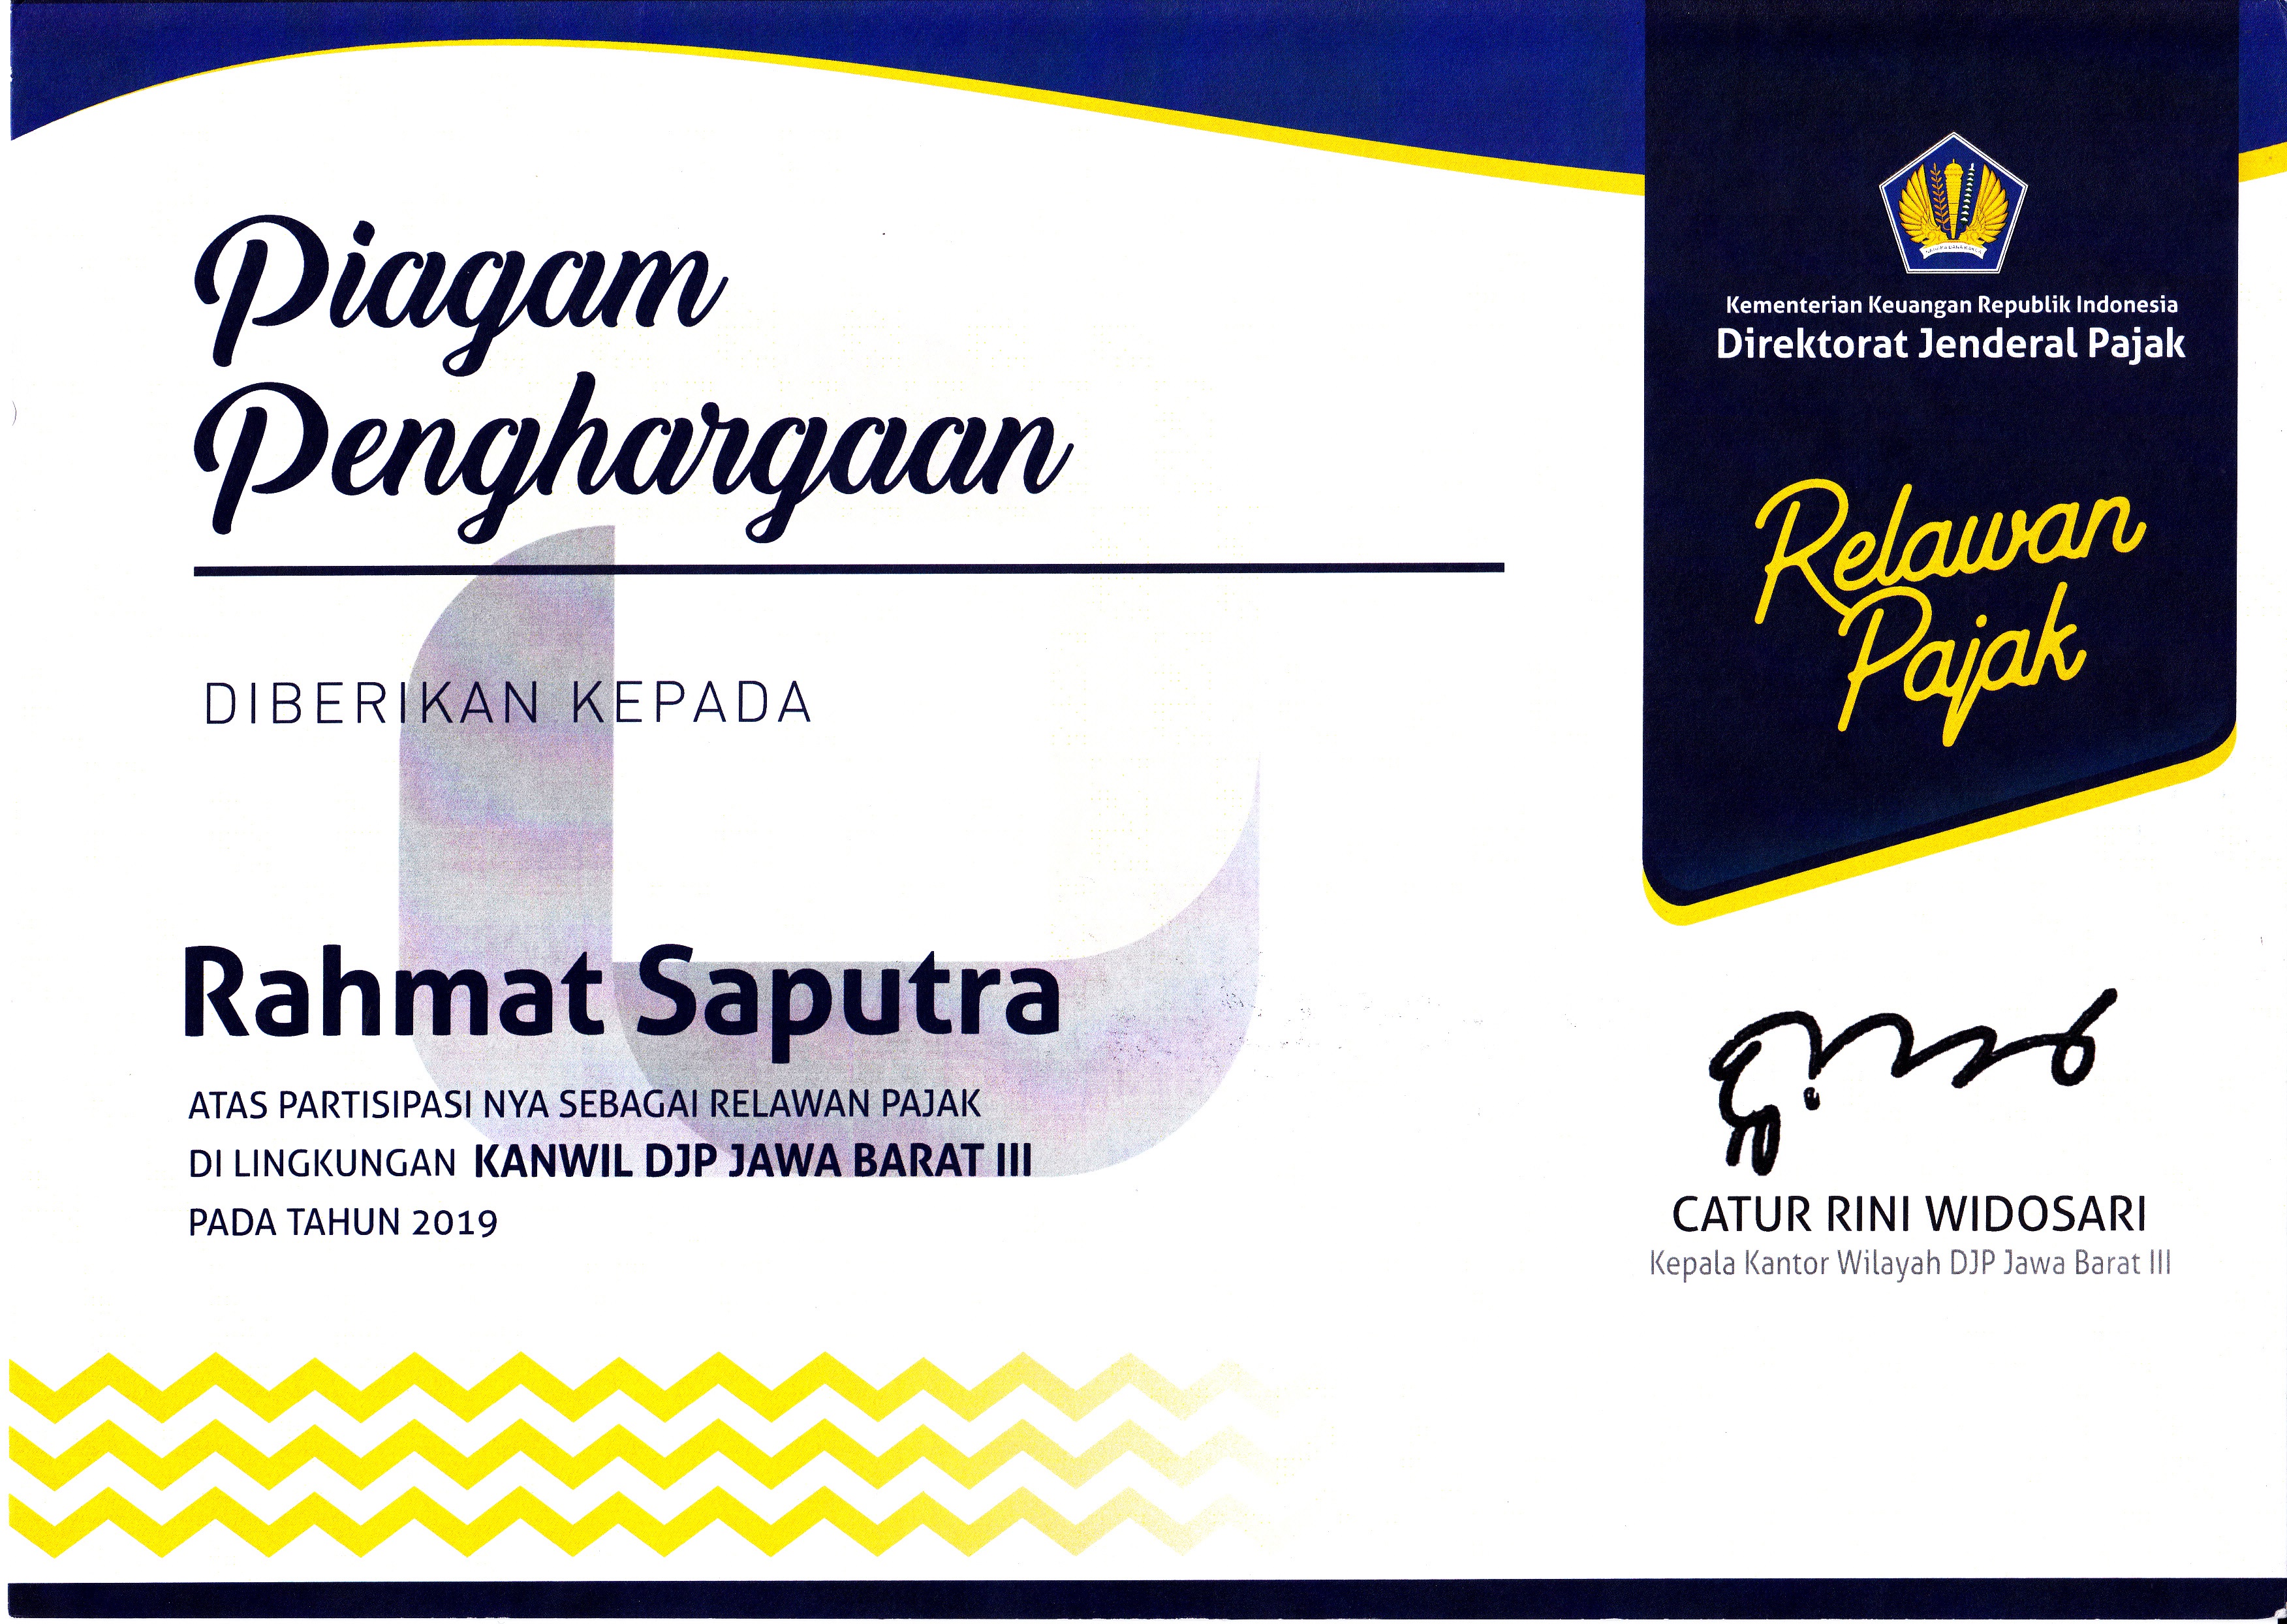 Piagam
Penghargaan
DIBERIKAN KEPADA
Rahmat Saputra
ATAS PARTISIPASI NYA SEBAGAI RELAWAN PAJAK
DI LINGKUNGAN KANWIL DJP JAWA BARAT III
PADA TAHUN 2019
Kementerian Keuangan Republik Indonesia
Direktorat Jenderal Pajak
Relawan
Pajak
CATUR RINI WIDOSARI
Kepala Kantor Wilayah DJP Jawa Barat III